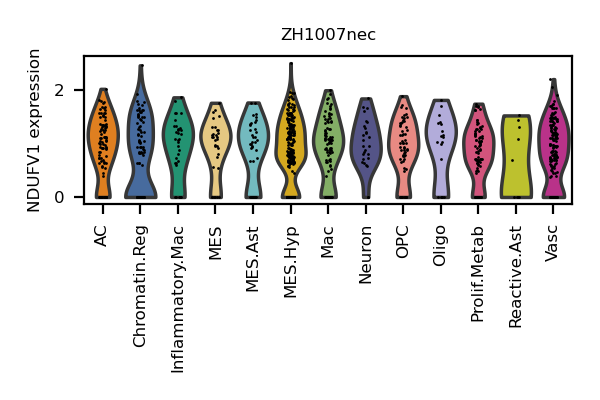 ZH1007nec
NDUFV1 expression
2
0
AC
Chromatin.Reg
Inflammatory.Mac
MES
MES.Ast
MES.Hyp
Mac
Neuron
OPC
Oligo
Prolif.Metab
Reactive.Ast
Vasc